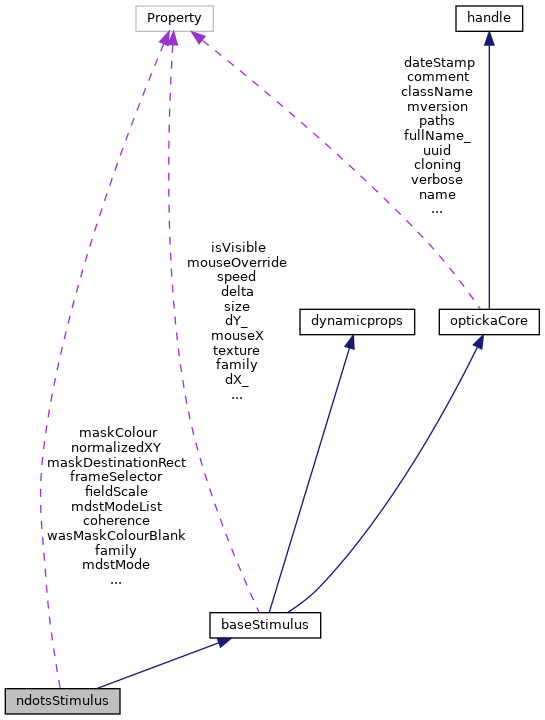 Property
handle
dateStamp
comment
className
mversion
paths
fullName_
uuid
cloning
verbose
name
...
isVisible
mouseOverride
speed
delta
size
dY_
mouseX
texture
family
dX_
...
dynamicprops
optickaCore
maskColour
normalizedXY
maskDestinationRect
frameSelector
fieldScale
mdstModeList
coherence
wasMaskColourBlank
family
mdstMode
...
baseStimulus
ndotsStimulus